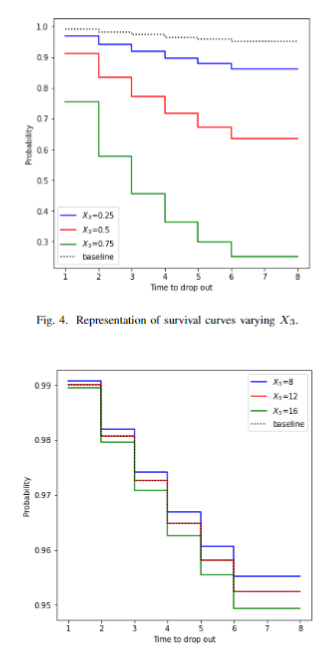 1.0
0.9
0.8
0.7
0.6
0.5
0.4
0.3
Probability
X₃=0.25
X₃=0.5
X₃=0.75
baseline
1 2 3 4 5 6 7 8
Time to drop out
Fig. 4. Representation of survival curves varying X₃.
0.99
0.98
0.97
0.96
0.95
Probability
X₃=8
X₃=12
X₃=16
baseline
1 2 3 4 5 6 7 8
Time to drop out